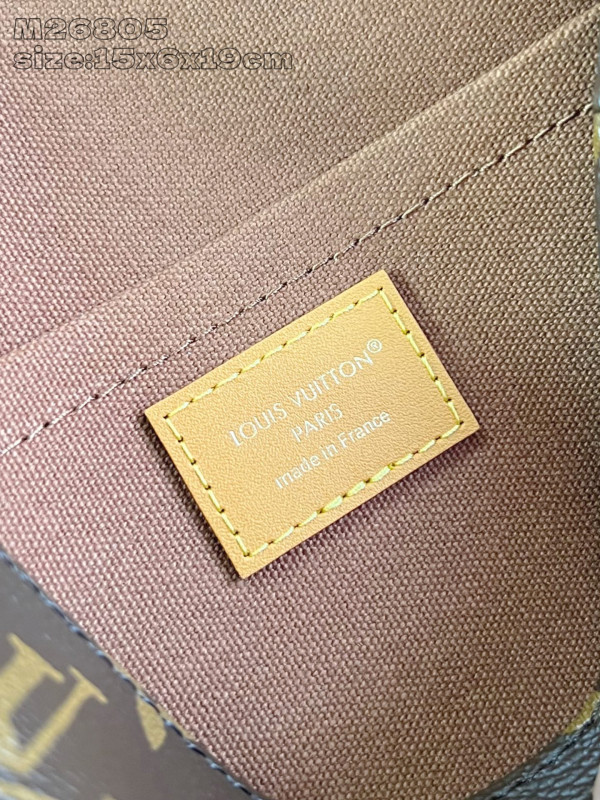 M26805
size:15x6x19cm
LOUIS VUITTON®
PARIS
made in France